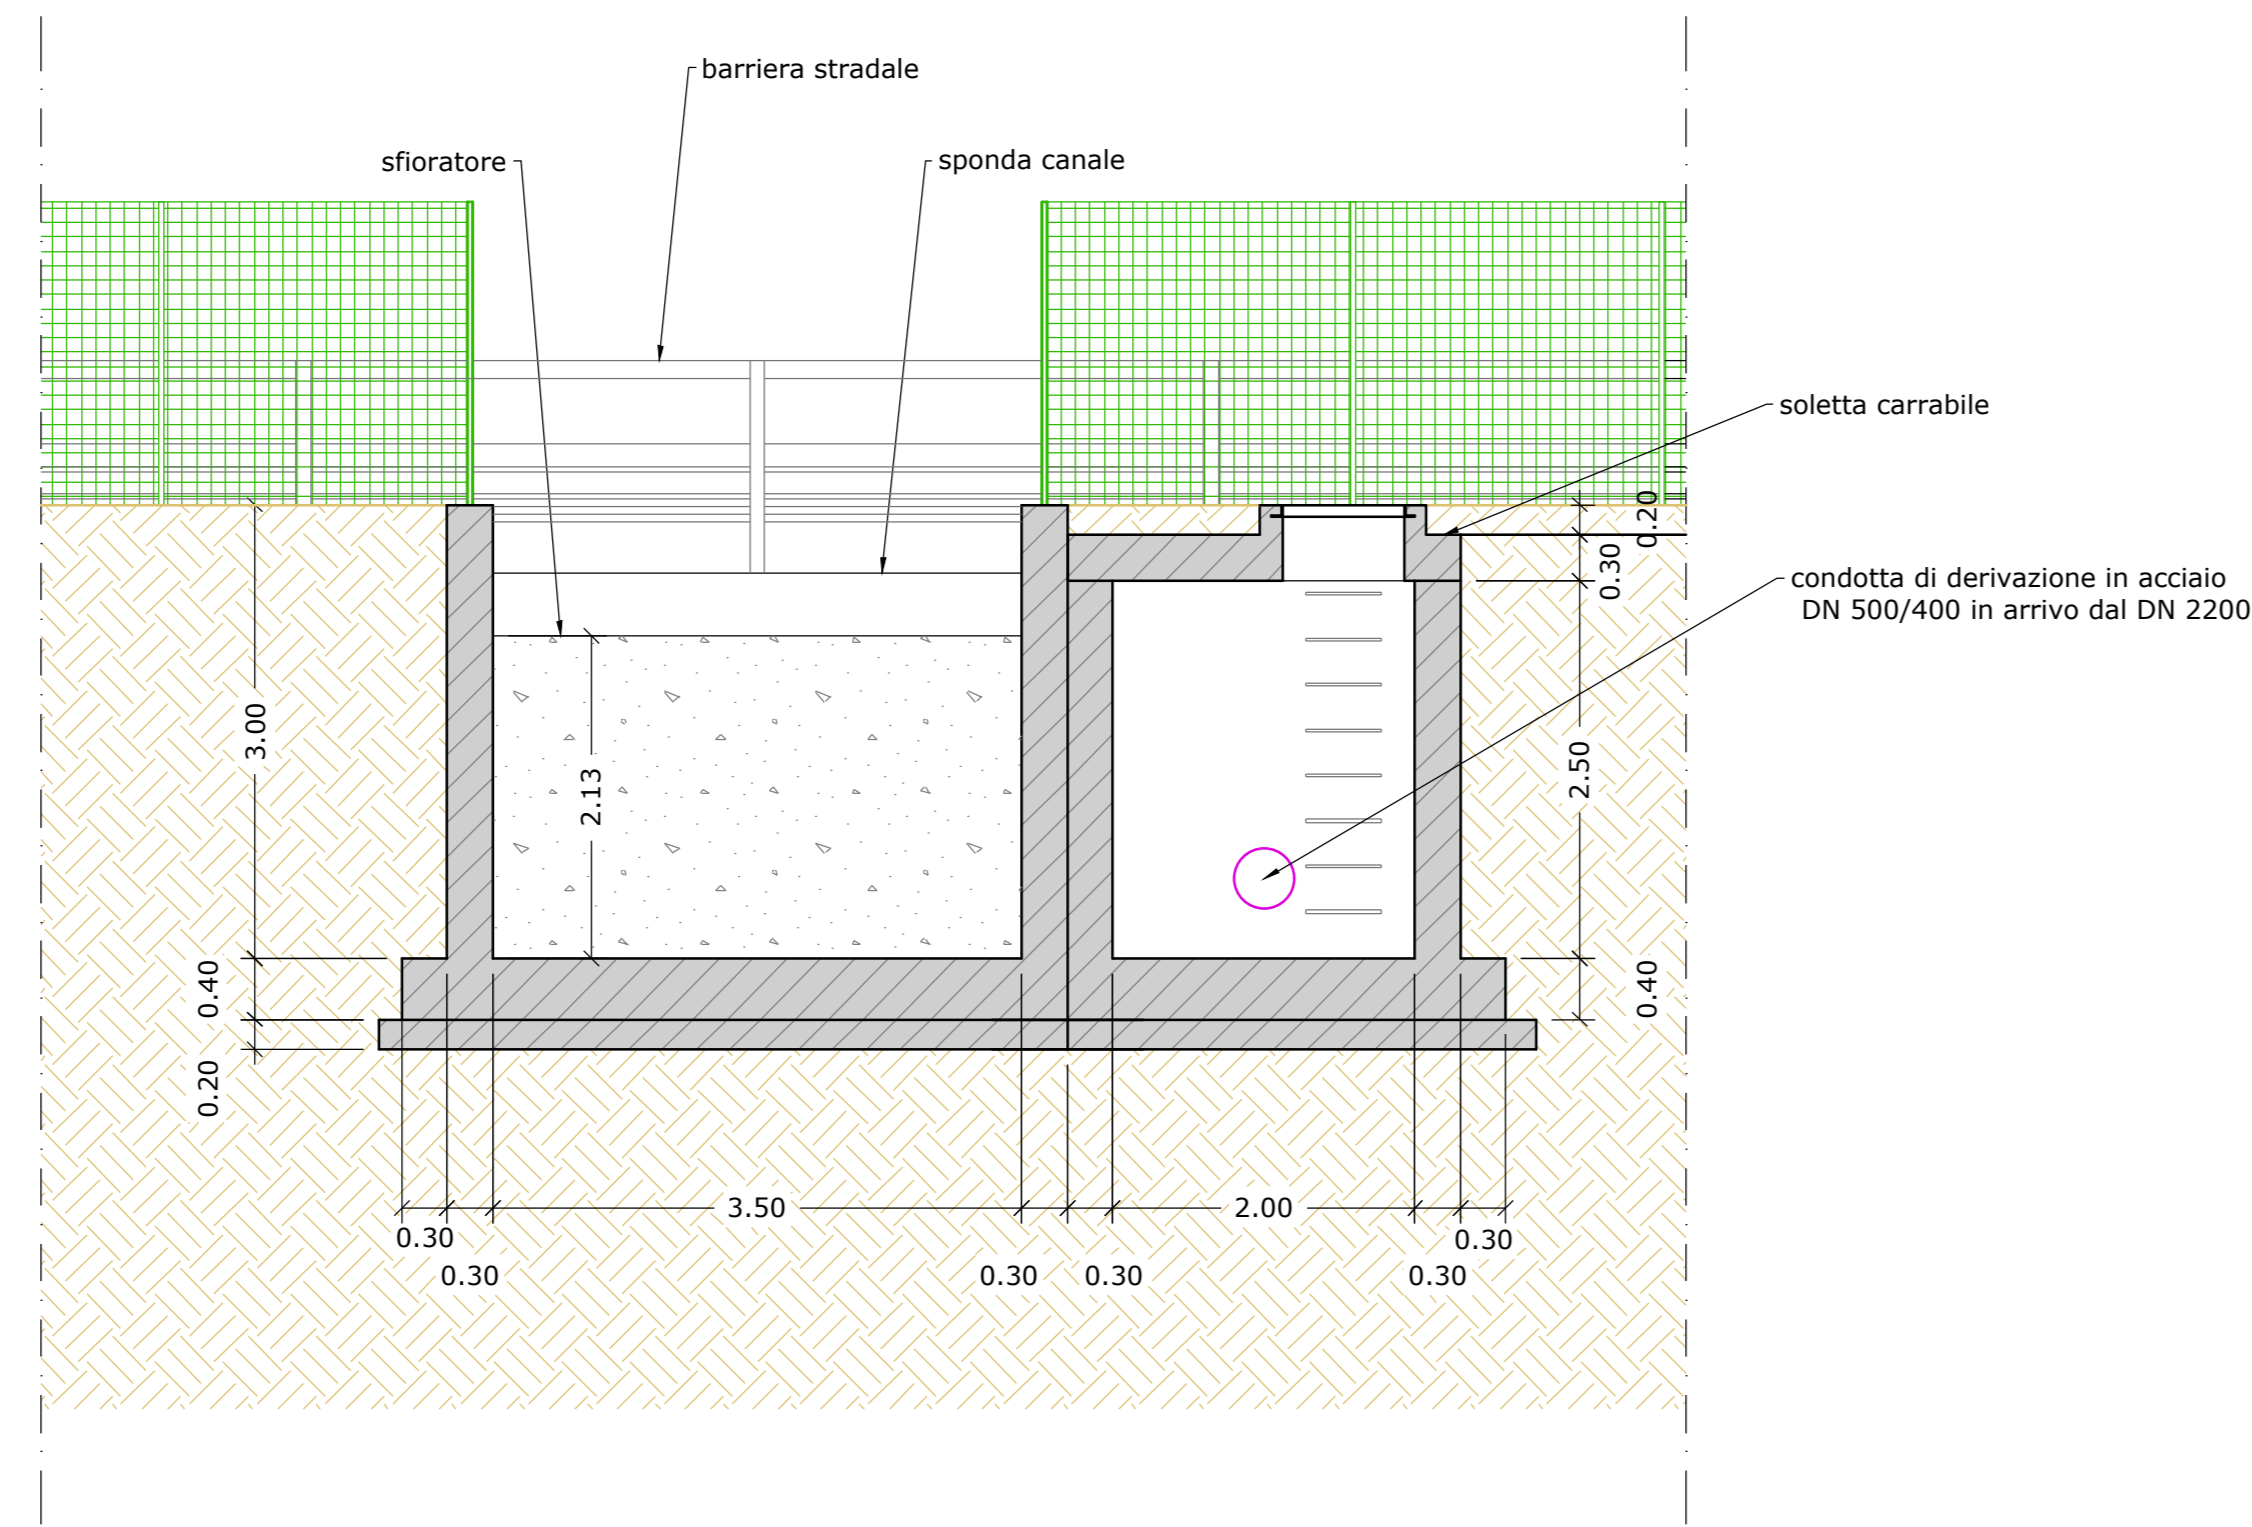 barriera stradale
sfioratore
sponda canale
soletta carrabile
condotta di derivazione in acciaio
DN 500/400 in arrivo dal DN 2200
0.20
0.30
3.00
2.13
2.50
0.40
0.40
0.20
3.50
2.00
0.30
0.30
0.30
0.30
0.30
0.30